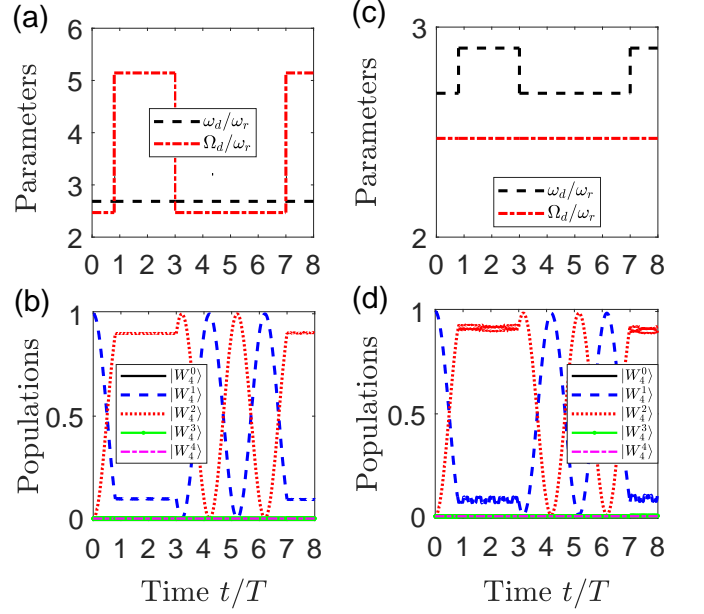 (a)
6
5
4
3
2
Parameters
ω_d/ω_r
Ω_d/ω_r
0 1 2 3 4 5 6 7 8
(c)
3
2
Parameters
ω_d/ω_r
Ω_d/ω_r
0 1 2 3 4 5 6 7 8
(b)
1
0.5
0
Populations
|W_4^0⟩
|W_4^1⟩
|W_4^2⟩
|W_4^3⟩
|W_4^4⟩
0 1 2 3 4 5 6 7 8
Time t/T
(d)
1
0.5
0
Populations
|W_4^0⟩
|W_4^1⟩
|W_4^2⟩
|W_4^3⟩
|W_4^4⟩
0 1 2 3 4 5 6 7 8
Time t/T